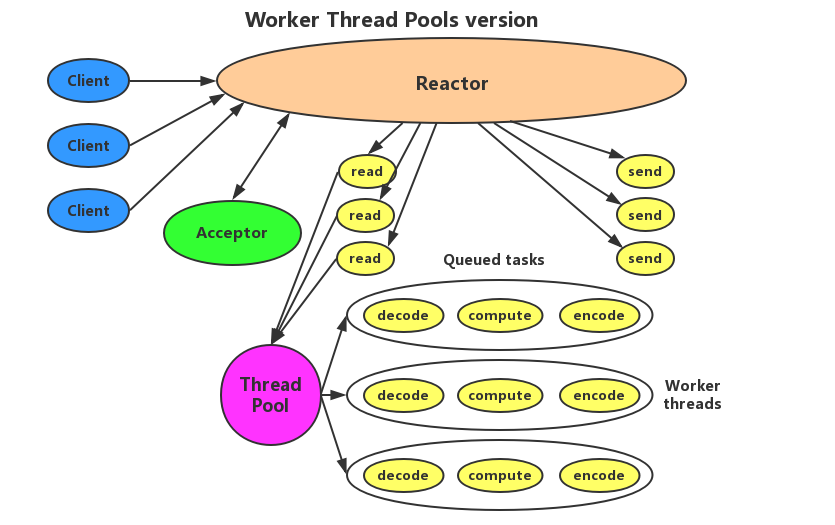 Worker Thread Pools version
Client
Reactor
Client
Client
read
send
read
send
Acceptor
read
send
Queued tasks
decode
compute
encode
Thread
Pool
decode
compute
encode
Worker
threads
decode
compute
encode